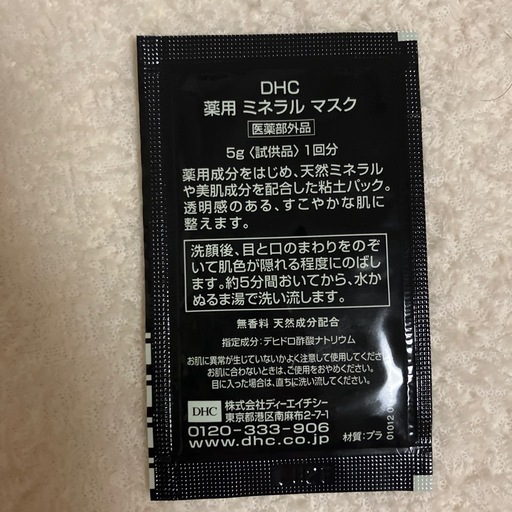 DHC
薬用 ミネラル マスク
医薬部外品
5g〈試供品〉1回分
薬用成分をはじめ、天然ミネラル
や美肌成分を配合した粘土パック。
透明感のある、すこやかな肌に
整えます。
洗顔後、目と口のまわりをのぞ
いて肌色が隠れる程度にのばし
ます。約5分間おいてから、水か
ぬるま湯で洗い流します。
無香料 天然成分配合
指定成分：デヒドロ酢酸ナトリウム
お肌に異常が生じていないかよく注意して使用してくださ
お肌に合わないときは、ご使用をおやめください。
目に入った場合は、直ちに洗い流してください。
DHC 株式会社ディーエイチシー
東京都港区南麻布2-7-1
0120-333-906
www.dhc.co.jp
材質：プラ